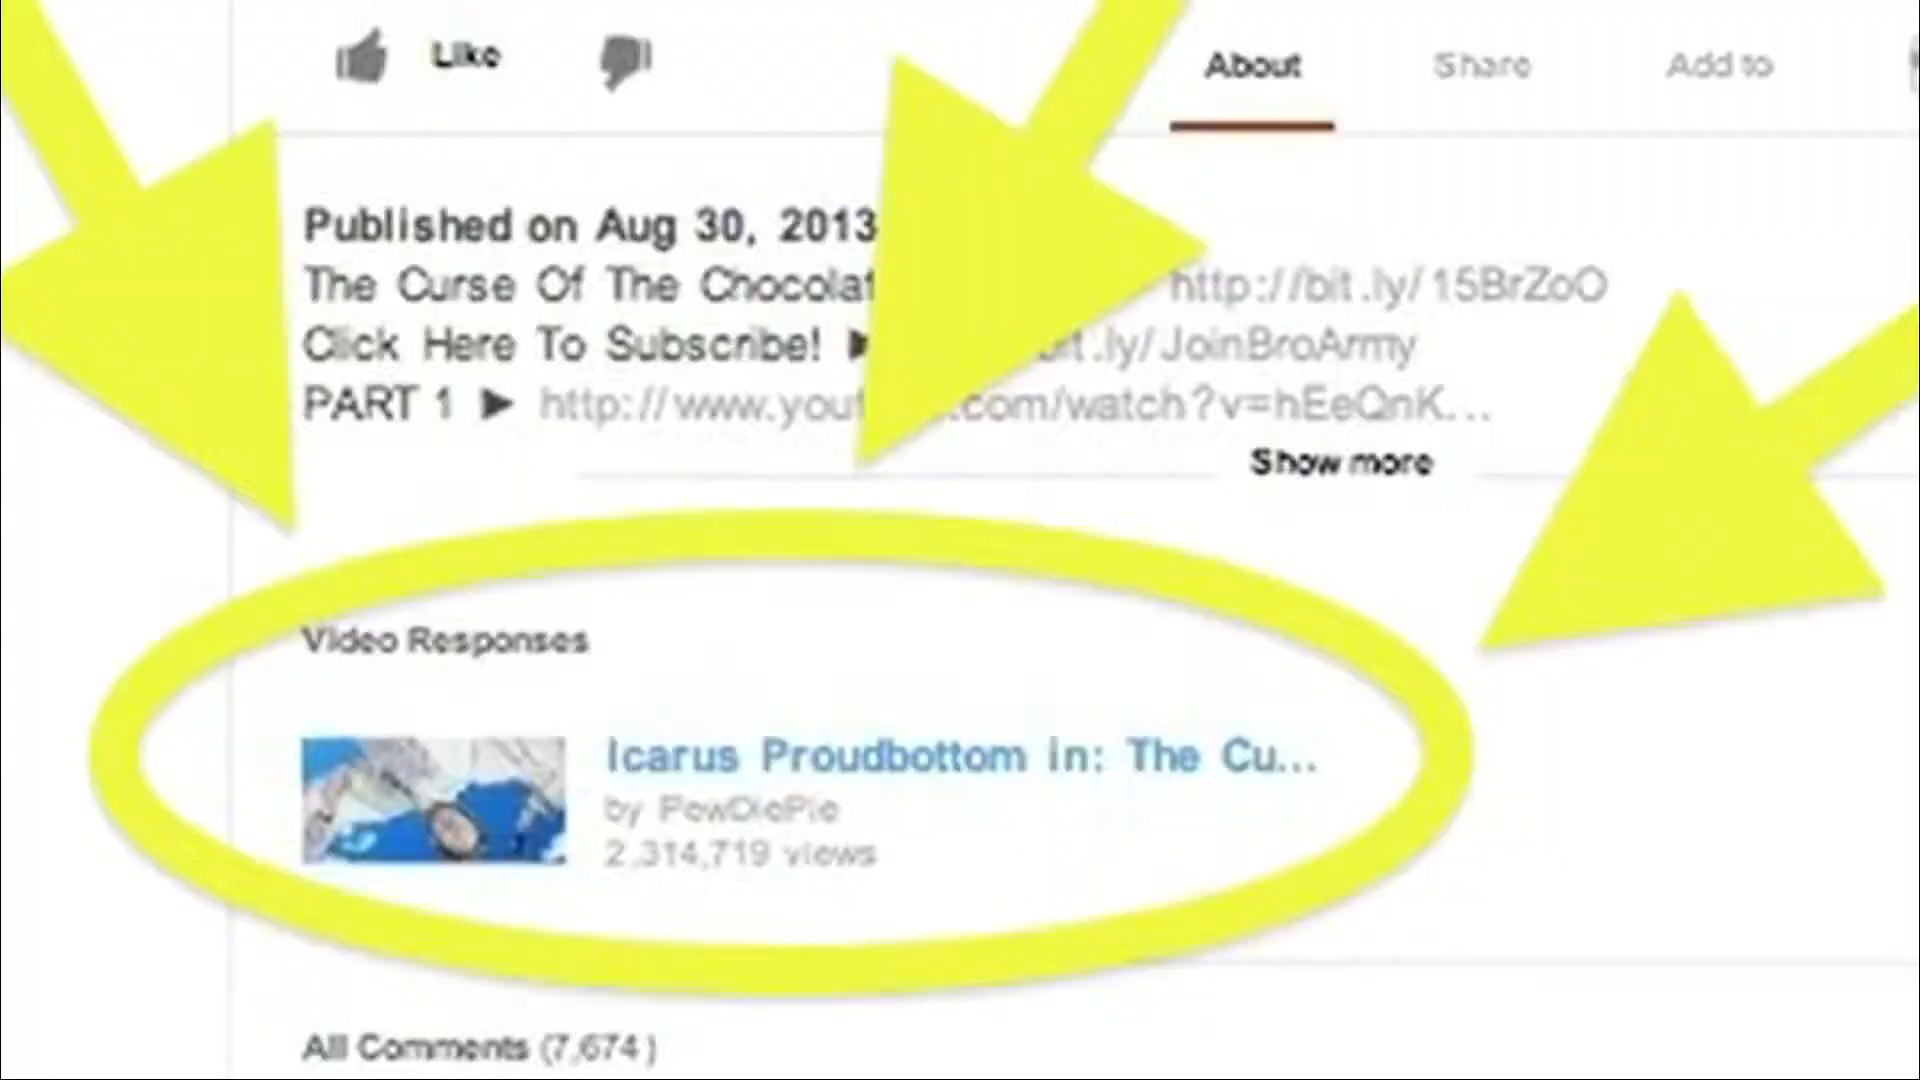 Like
About
Share
Add to
Published on Aug 30, 2013
The Curse Of The Chocolat http://bit.ly/15BrZoO
Click Here To Subscribe! ► bit.ly/JoinBroArmy
PART 1 ► http://www.yout .com/watch?v=hEeQnK...
Show more
Video Responses
Icarus Proudbottom in: The Cu...
by PewDiePie
2,314,719 views
All Comments (7,674)